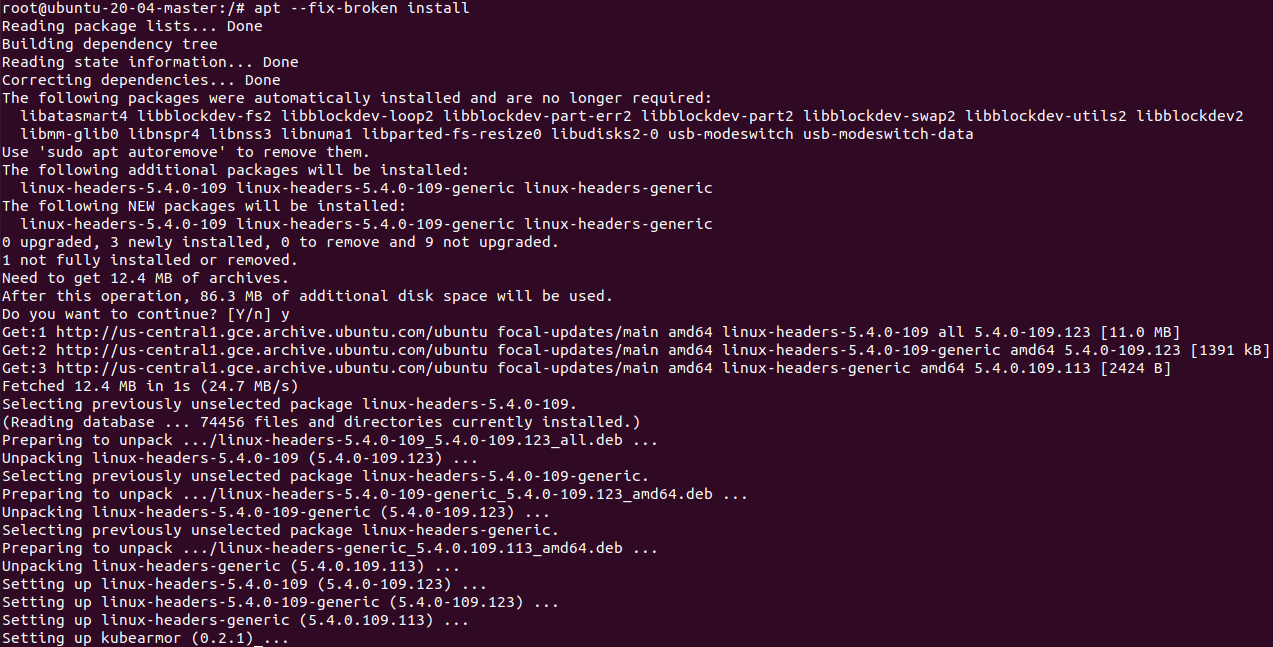 root@ubuntu-20-04-master:/# apt --fix-broken install
Reading package lists... Done
Building dependency tree
Reading state information... Done
Correcting dependencies... Done
The following packages were automatically installed and are no longer required:
  libatasmart4 libblockdev-fs2 libblockdev-loop2 libblockdev-part-err2 libblockdev-part2 libblockdev-swap2 libblockdev-utils2 libblockdev2
  libmm-glib0 libnspr4 libnss3 libnuma1 libparted-fs-resize0 libudisks2-0 usb-modeswitch usb-modeswitch-data
Use 'sudo apt autoremove' to remove them.
The following additional packages will be installed:
  linux-headers-5.4.0-109 linux-headers-5.4.0-109-generic linux-headers-generic
The following NEW packages will be installed:
  linux-headers-5.4.0-109 linux-headers-5.4.0-109-generic linux-headers-generic
0 upgraded, 3 newly installed, 0 to remove and 9 not upgraded.
1 not fully installed or removed.
Need to get 12.4 MB of archives.
After this operation, 86.3 MB of additional disk space will be used.
Do you want to continue? [Y/n] y
Get:1 http://us-central1.gce.archive.ubuntu.com/ubuntu focal-updates/main amd64 linux-headers-5.4.0-109 all 5.4.0-109.123 [11.0 MB]
Get:2 http://us-central1.gce.archive.ubuntu.com/ubuntu focal-updates/main amd64 linux-headers-5.4.0-109-generic amd64 5.4.0-109.123 [1391 kB]
Get:3 http://us-central1.gce.archive.ubuntu.com/ubuntu focal-updates/main amd64 linux-headers-generic amd64 5.4.0.109.113 [2424 B]
Fetched 12.4 MB in 1s (24.7 MB/s)
Selecting previously unselected package linux-headers-5.4.0-109.
(Reading database ... 74456 files and directories currently installed.)
Preparing to unpack .../linux-headers-5.4.0-109_5.4.0-109.123_all.deb ...
Unpacking linux-headers-5.4.0-109 (5.4.0-109.123) ...
Selecting previously unselected package linux-headers-5.4.0-109-generic.
Preparing to unpack .../linux-headers-5.4.0-109-generic_5.4.0-109.123_amd64.deb ...
Unpacking linux-headers-5.4.0-109-generic (5.4.0-109.123) ...
Selecting previously unselected package linux-headers-generic.
Preparing to unpack .../linux-headers-generic_5.4.0.109.113_amd64.deb ...
Unpacking linux-headers-generic (5.4.0.109.113) ...
Setting up linux-headers-5.4.0-109 (5.4.0-109.123) ...
Setting up linux-headers-5.4.0-109-generic (5.4.0-109.123) ...
Setting up linux-headers-generic (5.4.0.109.113) ...
Setting up kubearmor (0.2.1) ...